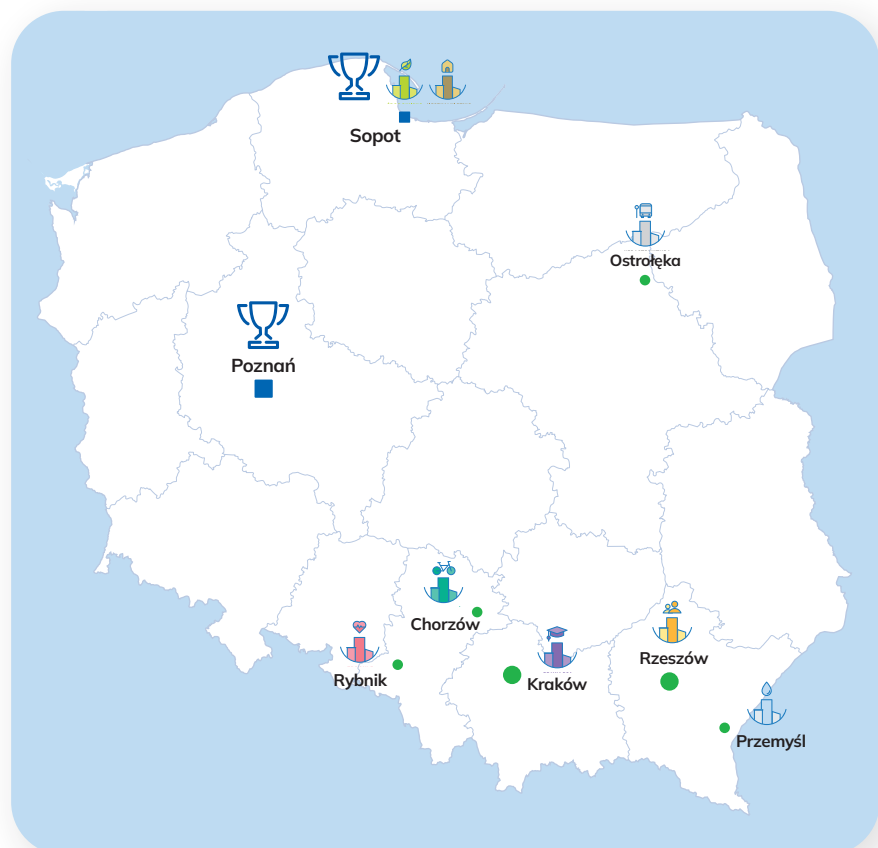 Sopot
Ostrołęka
Poznań
Chorzów
Rzeszów
Rybnik
Kraków
Przemyśl